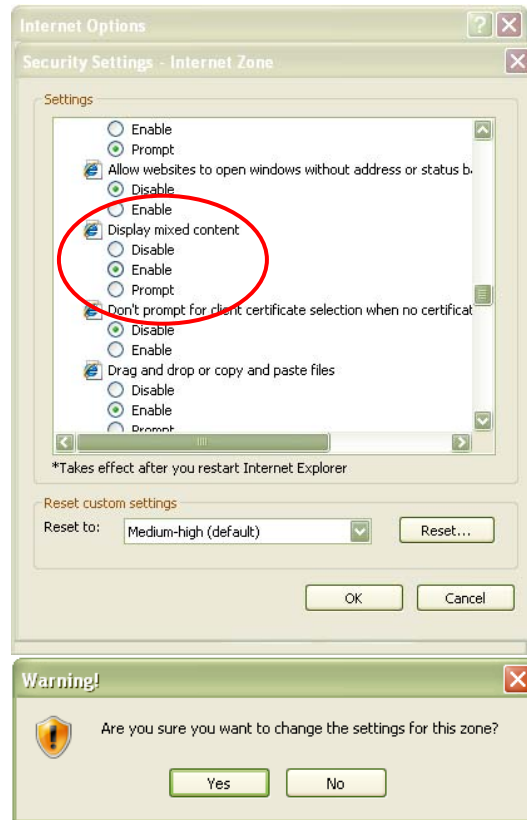 Internet Options
Security Settings - Internet Zone
Settings
Enable
Prompt
Allow websites to open windows without address or status
Disable
Enable
Display mixed content
Disable
Enable
Prompt
Don't prompt for client certificate selection when no certificat
Disable
Enable
Drag and drop or copy and paste files
Disable
Enable
Prompt
*Takes effect after you restart Internet Explorer
Reset custom settings
Reset to:
Medium-high (default)
Reset...
OK
Cancel
Warning!
Are you sure you want to change the settings for this zone?
Yes
No